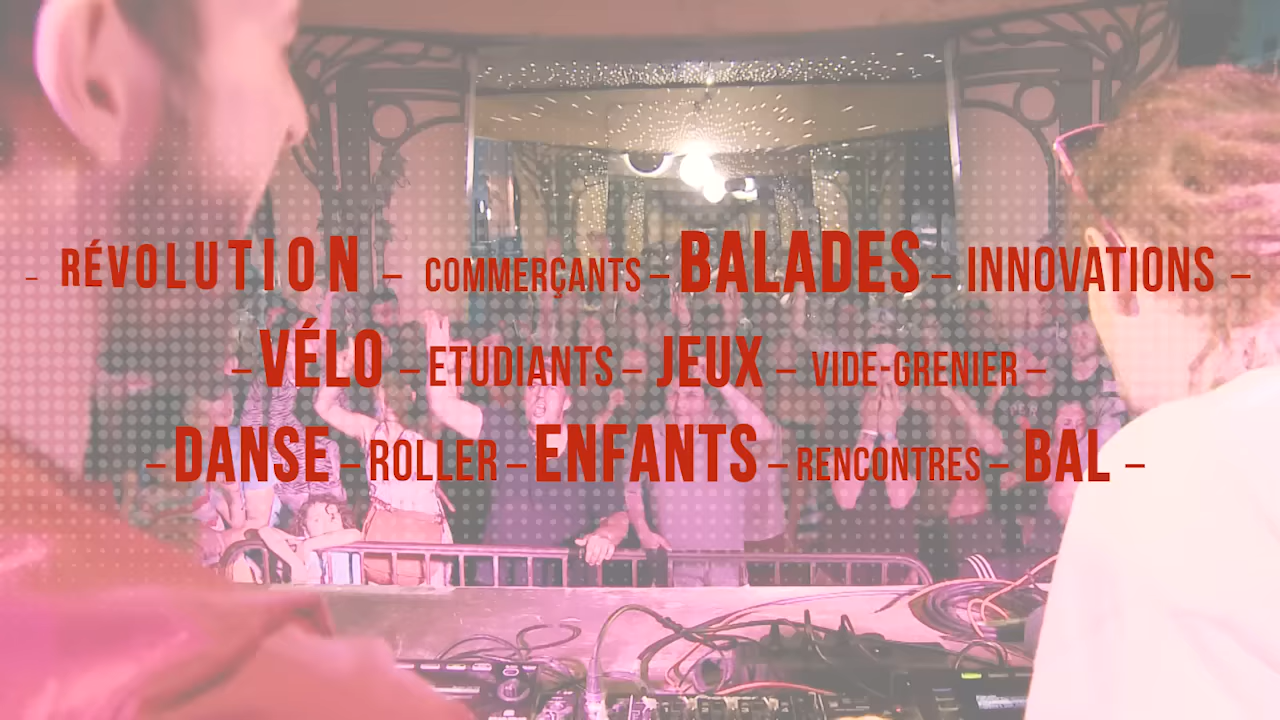 – RÉVOLUTION – COMMERÇANTS – BALADES – INNOVATIONS –
– VÉLO – ETUDIANTS – JEUX – VIDE-GRENIER –
– DANSE – ROLLER – ENFANTS – RENCONTRES – BAL –